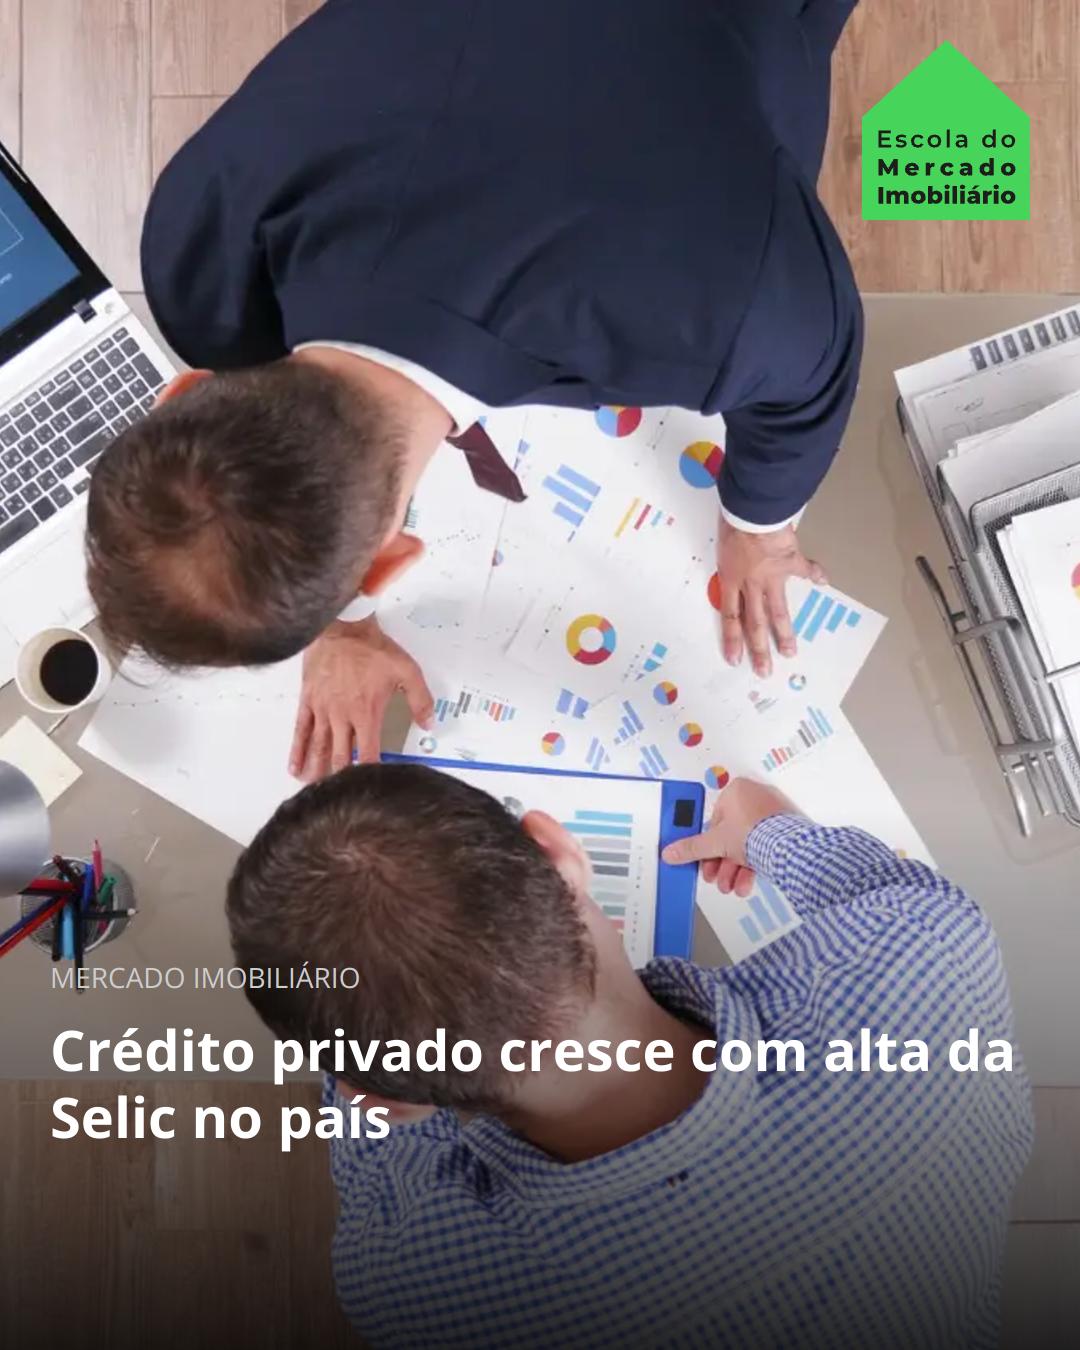 Escola do
Mercado
Imobiliário
MERCADO IMOBILIÁRIO
Crédito privado cresce com alta da
Selic no país